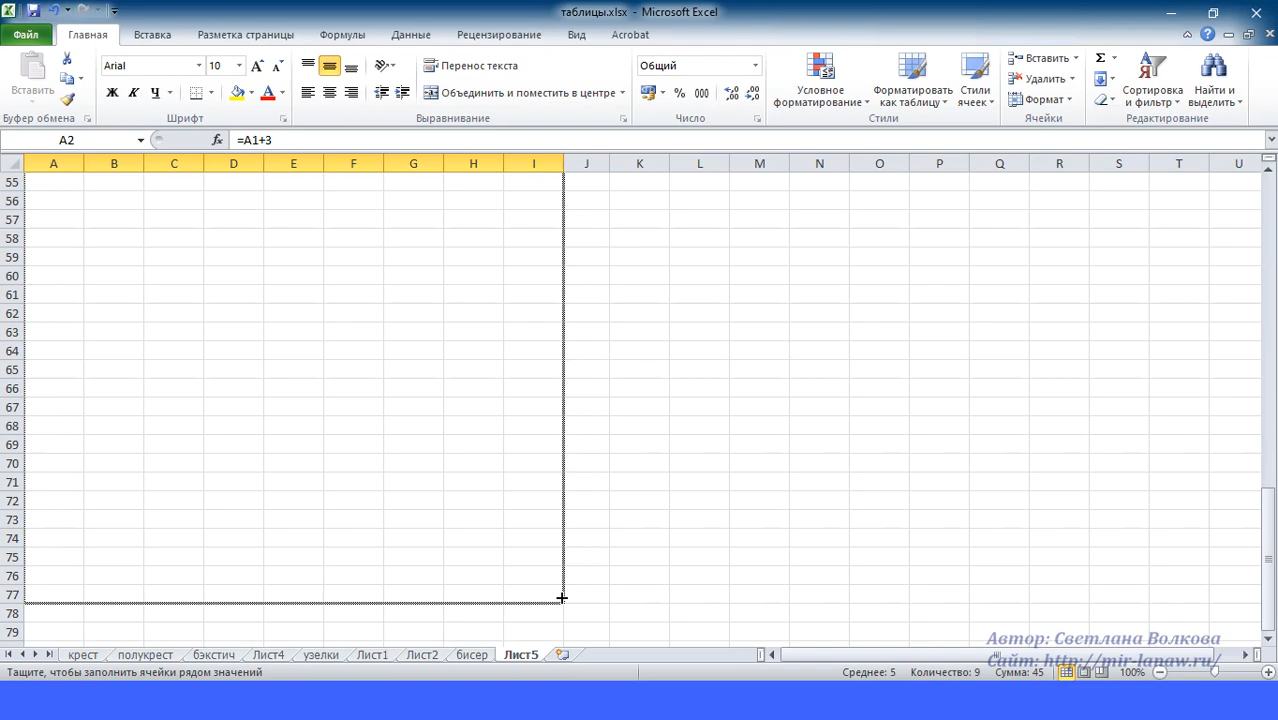 таблицы.xlsx - Microsoft Excel
Файл Главная Вставка Разметка страницы Формулы Данные Рецензирование Вид Acrobat
Вставить
Буфер обмена
Arial 10
Ж К Ч
Шрифт
Перенос текста
Объединить и поместить в центре
Выравнивание
Общий
% 000
Число
Условное форматирование
Форматировать как таблицу
Стили ячеек
Стили
Вставить
Удалить
Формат
Ячейки
Сортировка и фильтр
Найти и выделить
Редактирование
A2 fx =A1+3
A B C D E F G H I J K L M N O P Q R S T U
55
56
57
58
59
60
61
62
63
64
65
66
67
68
69
70
71
72
73
74
75
76
77
78
79
крест полукрест бэкстич Лист4 узелки Лист1 Лист2 бисер Лист5
Автор: Светлана Волкова
Сайт: http://mir-lanaw.ru/
Тащите, чтобы заполнить ячейки рядом значений Среднее: 5 Количество: 9 Сумма: 45 100%